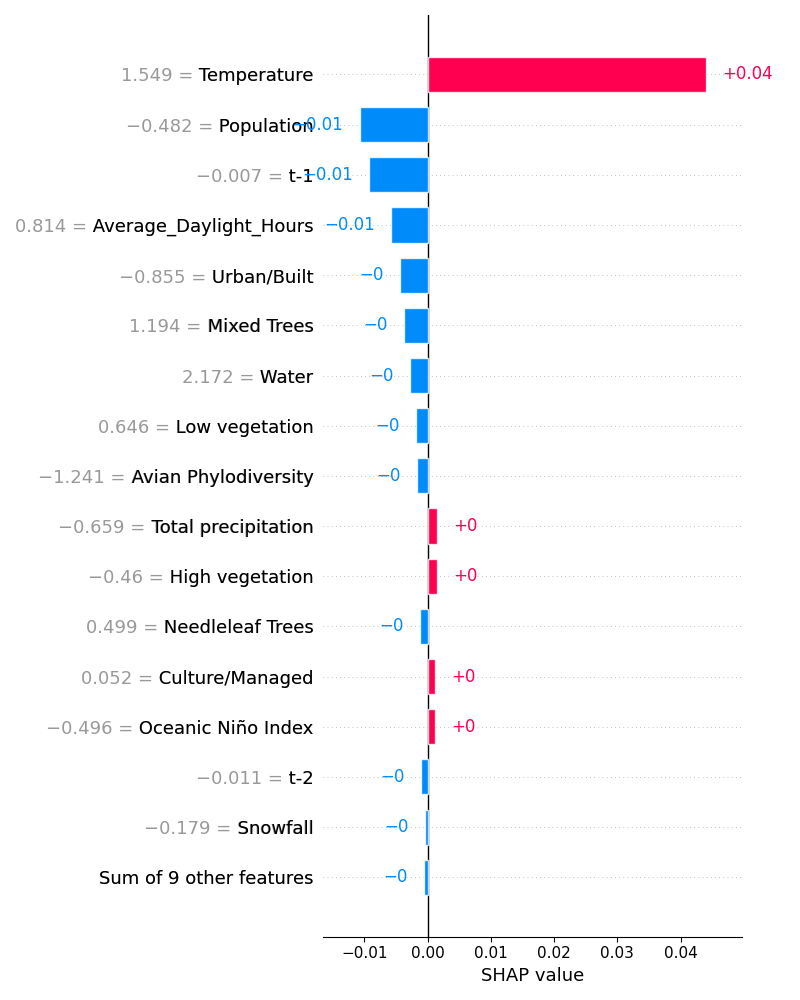 1.549 = Temperature +0.04
−0.482 = Population −0.01
−0.007 = t-1 −0.01
0.814 = Average_Daylight_Hours −0.01
−0.855 = Urban/Built −0
1.194 = Mixed Trees −0
2.172 = Water −0
0.646 = Low vegetation −0
−1.241 = Avian Phylodiversity −0
−0.659 = Total precipitation +0
−0.46 = High vegetation +0
0.499 = Needleleaf Trees −0
0.052 = Culture/Managed +0
−0.496 = Oceanic Niño Index +0
−0.011 = t-2 −0
−0.179 = Snowfall −0
Sum of 9 other features −0
−0.01 0.00 0.01 0.02 0.03 0.04
SHAP value